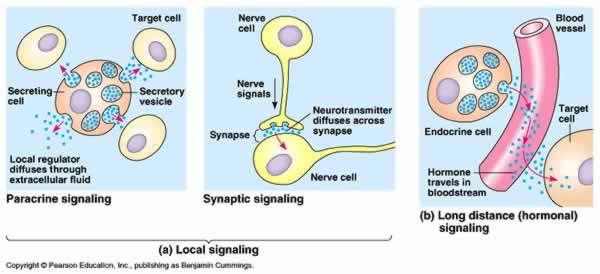 Target cell
Secreting
cell
Secretory
vesicle
Local regulator
diffuses through
extracellular fluid
Paracrine signaling
Nerve
cell
Nerve
signals
Neurotransmitter
diffuses across
synapse
Synapse
Nerve cell
Synaptic signaling
(a) Local signaling
Blood
vessel
Endocrine cell
Target
cell
Hormone
travels in
bloodstream
(b) Long distance (hormonal)
signaling
Copyright © Pearson Education, Inc., publishing as Benjamin Cummings.